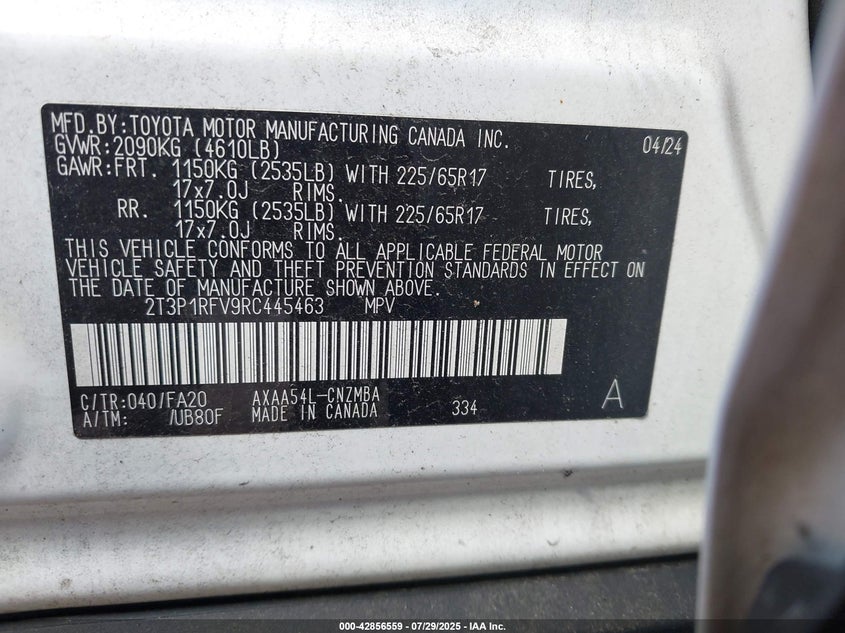 MFD.BY:TOYOTA MOTOR MANUFACTURING CANADA INC. 04/24
GVWR:2090KG (4610LB)
GAWR:FRT. 1150KG (2535LB) WITH 225/65R17 TIRES,
17x7.0J RIMS.
RR. 1150KG (2535LB) WITH 225/65R17 TIRES,
17x7.0J RIMS.
THIS VEHICLE CONFORMS TO ALL APPLICABLE FEDERAL MOTOR
VEHICLE SAFETY AND THEFT PREVENTION STANDARDS IN EFFECT ON
THE DATE OF MANUFACTURE SHOWN ABOVE.
2T3P1RFV9RC445463 MPV
C/TR:040/FA20 AXAA54L-CNZMBA
A/TM: /UB80F MADE IN CANADA 334 A
000-42856559 | 07/29/2025 | IAA Inc.